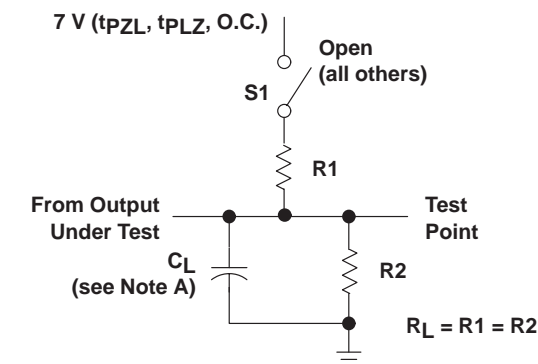 7 V (tPZL, tPLZ, O.C.)
Open
(all others)
S1
R1
From Output
Under Test
Test
Point
CL
(see Note A)
R2
RL = R1 = R2